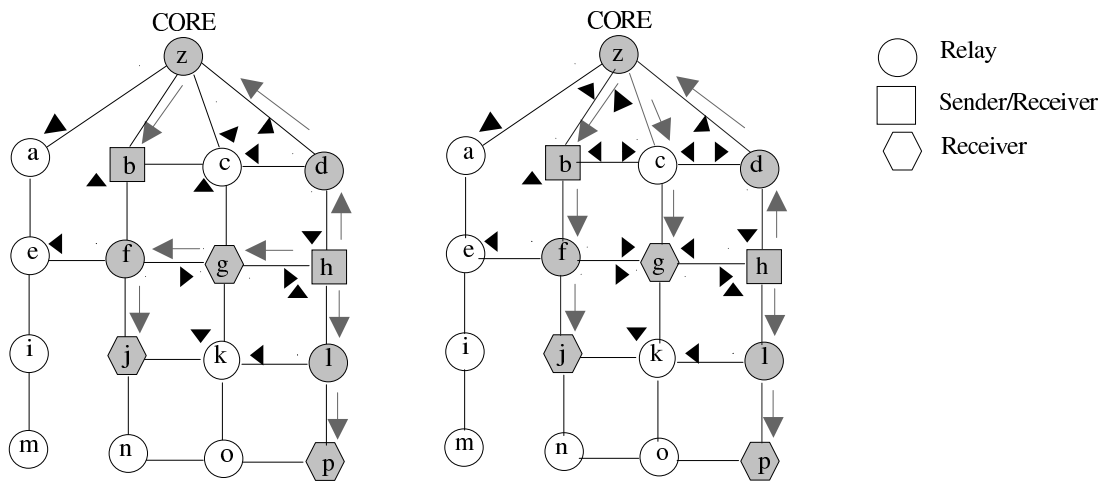 CORE
z
a
b
c
d
e
f
g
h
i
j
k
l
m
n
o
p
CORE
z
a
b
c
d
e
f
g
h
i
j
k
l
m
n
o
p
Relay
Sender/Receiver
Receiver